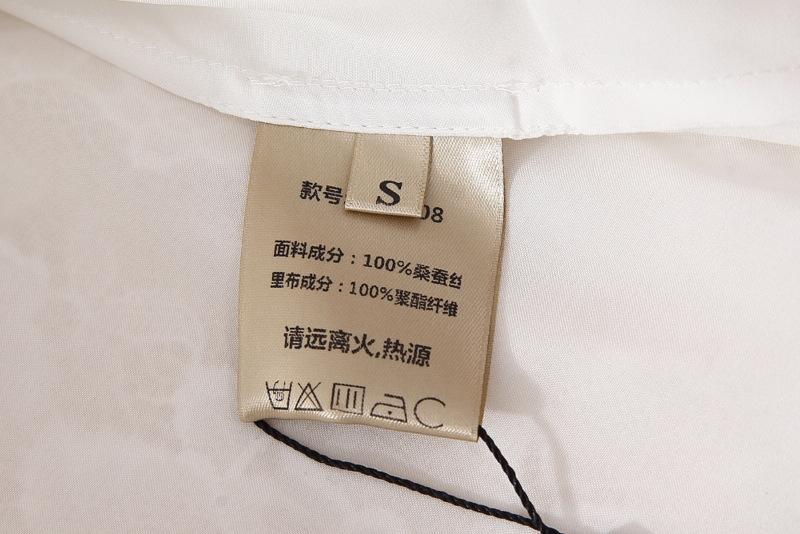 S
款号: 08
面料成分：100%桑蚕丝
里布成分：100%聚酯纤维
请远离火,热源